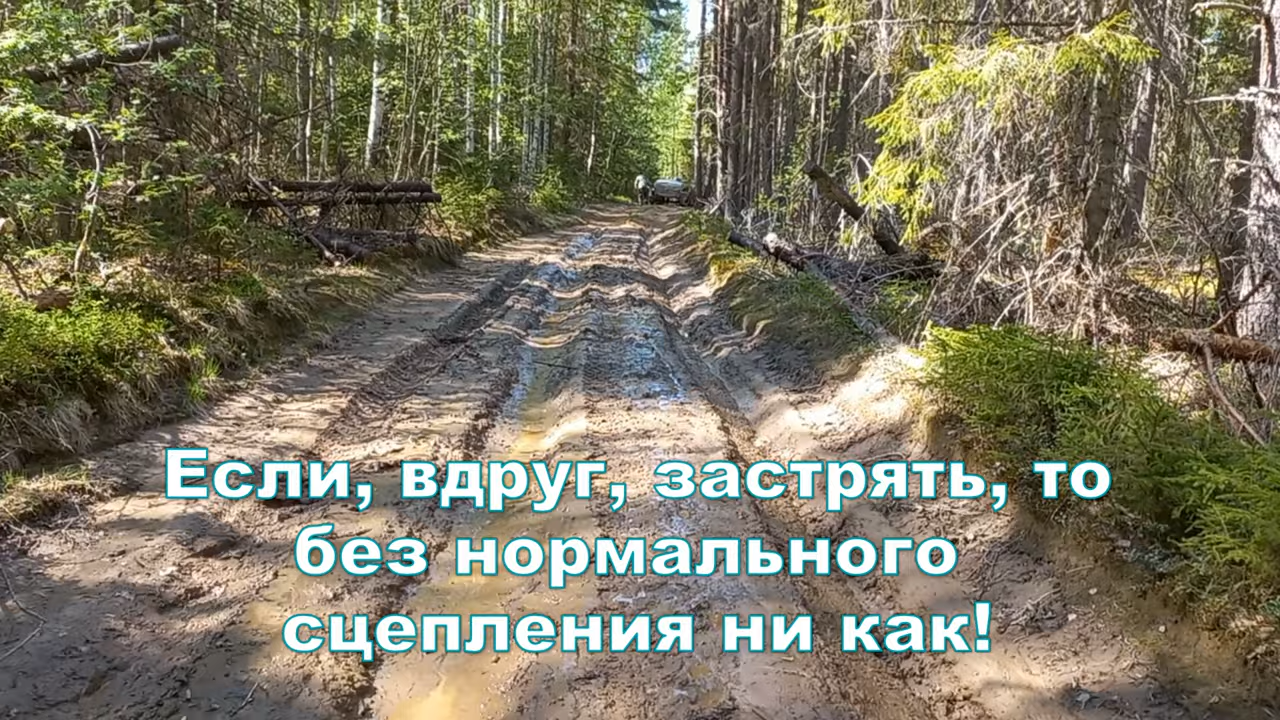 Если, вдруг, застрять, то
без нормального
сцепления ни как!